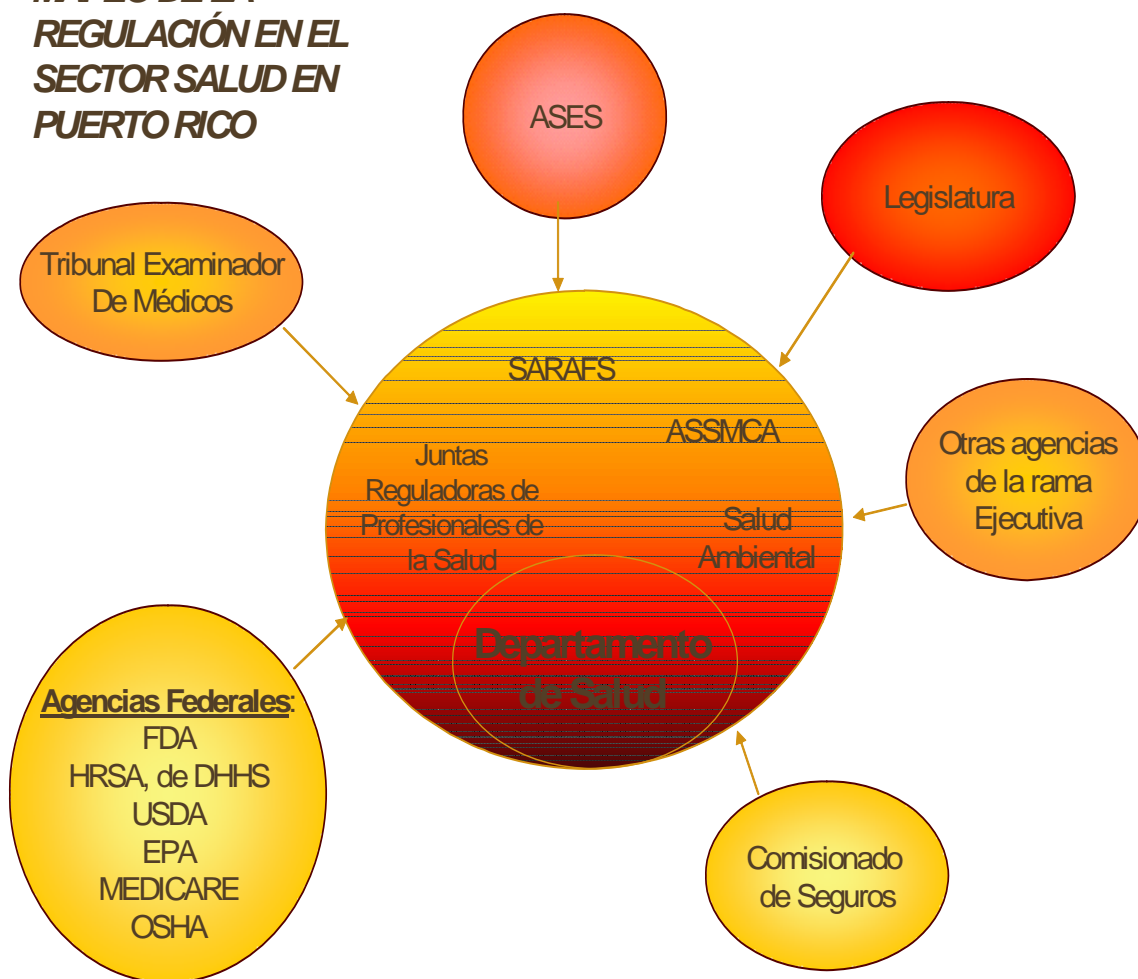 DE LA
REGULACIÓN EN EL
SECTOR SALUD EN
PUERTO RICO
ASES
Legislatura
Tribunal Examinador
De Médicos
SARAFS
ASSMCA
Juntas
Reguladoras de
Profesionales de
la Salud
Salud
Ambiental
Otras agencias
de la rama
Ejecutiva
Departamento
de Salud
Agencias Federales:
FDA
HRSA, de DHHS
USDA
EPA
MEDICARE
OSHA
Comisionado
de Seguros